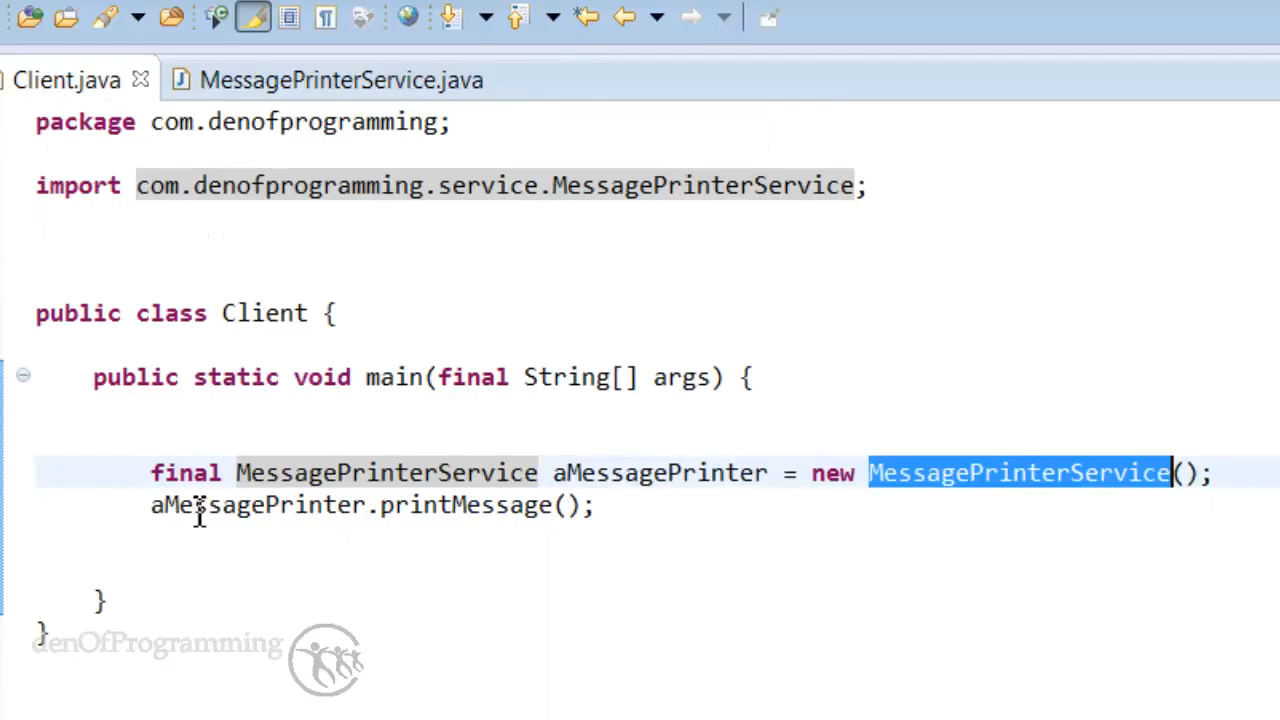 Client.java MessagePrinterService.java
package com.denofprogramming;
import com.denofprogramming.service.MessagePrinterService;
public class Client {
public static void main(final String[] args) {
final MessagePrinterService aMessagePrinter = new MessagePrinterService();
aMessagePrinter.printMessage();
}
}
denOfProgramming